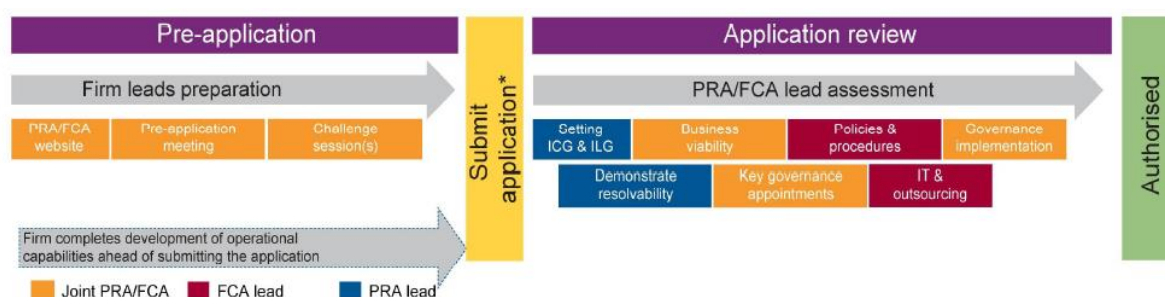 Pre-application
Firm leads preparation
PRA/FCA
website
Pre-application
meeting
Challenge
session(s)
Firm completes development of operational
capabilities ahead of submitting the application
Submit
application*
Application review
PRA/FCA lead assessment
Setting
ICG & ILG
Business
viability
Policies &
procedures
Governance
implementation
Demonstrate
resolvability
Key governance
appointments
IT &
outsourcing
Authorised
Joint PRA/FCA
FCA lead
PRA lead